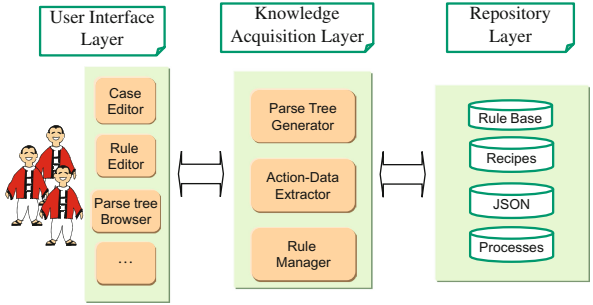 User Interface
Layer
Knowledge
Acquisition Layer
Repository
Layer
Case
Editor
Rule
Editor
Parse tree
Browser
...
Parse Tree
Generator
Action-Data
Extractor
Rule
Manager
Rule Base
Recipes
JSON
Processes